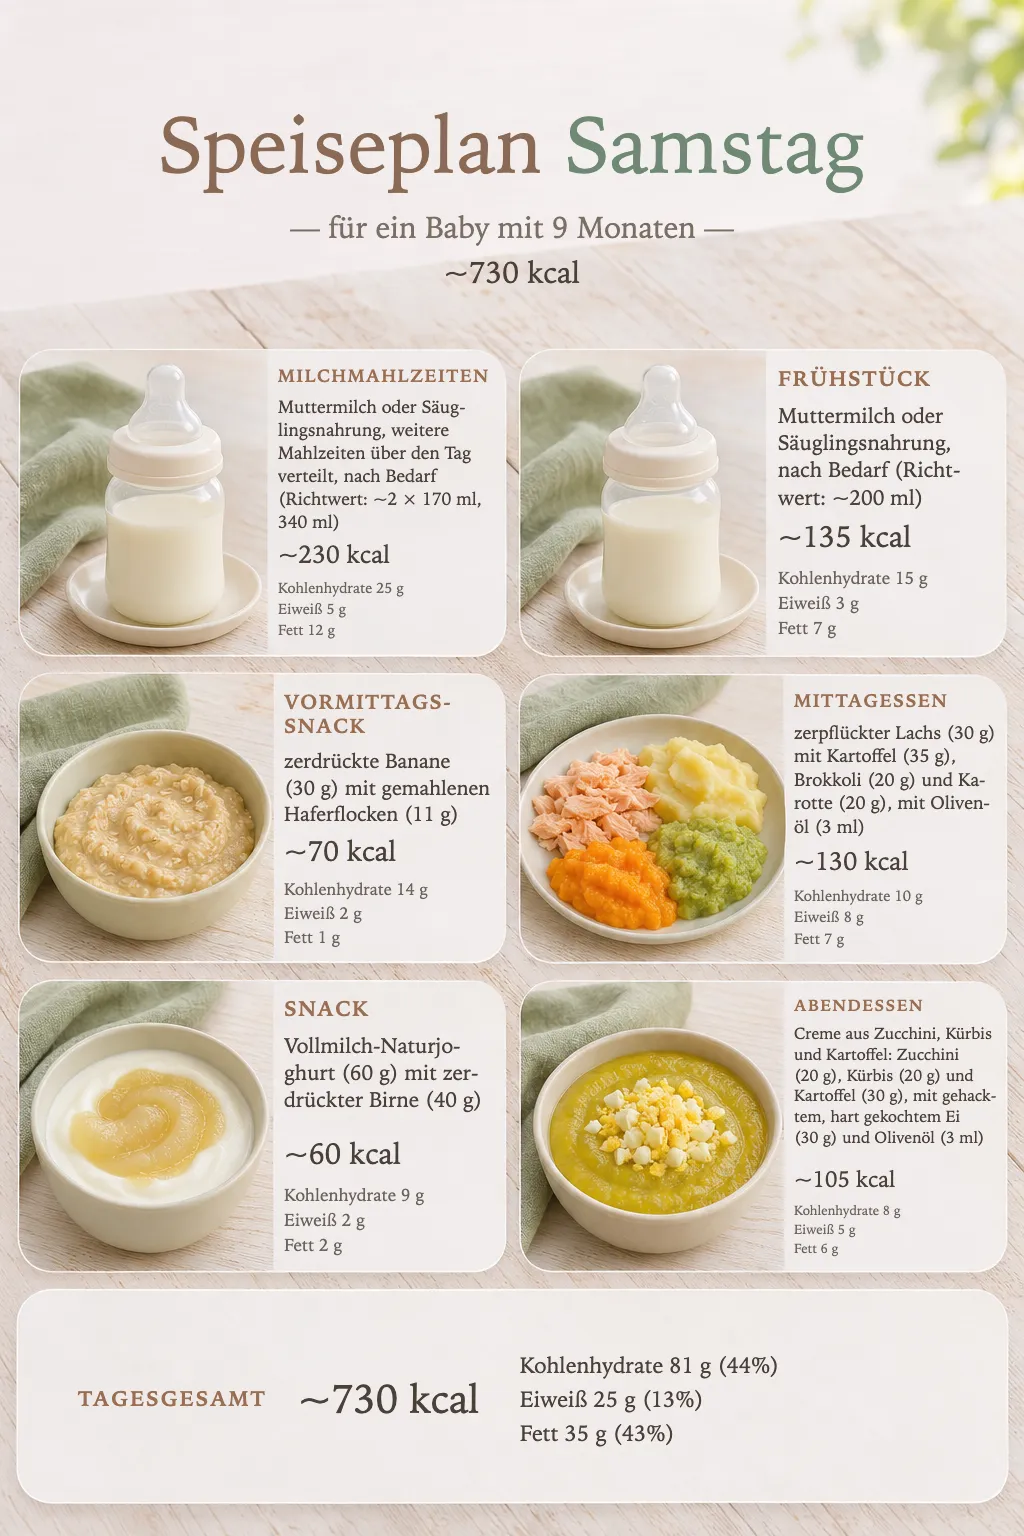 Speiseplan Samstag
— für ein Baby mit 9 Monaten —
~730 kcal
MILCHMAHLZEITEN
Muttermilch oder Säug-
lingsnahrung, weitere
Mahlzeiten über den Tag
verteilt, nach Bedarf
(Richtwert: ~2 × 170 ml,
340 ml)
~230 kcal
Kohlenhydrate 25 g
Eiweiß 5 g
Fett 12 g
FRÜHSTÜCK
Muttermilch oder
Säuglingsnahrung,
nach Bedarf (Richt-
wert: ~200 ml)
~135 kcal
Kohlenhydrate 15 g
Eiweiß 3 g
Fett 7 g
VORMITTAGS-
SNACK
zerdrückte Banane
(30 g) mit gemahlenen
Haferflocken (11 g)
~70 kcal
Kohlenhydrate 14 g
Eiweiß 2 g
Fett 1 g
MITTAGESSEN
zerpflückter Lachs (30 g)
mit Kartoffel (35 g),
Brokkoli (20 g) und Ka-
rotte (20 g), mit Oliven-
öl (3 ml)
~130 kcal
Kohlenhydrate 10 g
Eiweiß 8 g
Fett 7 g
SNACK
Vollmilch-Naturjo-
ghurt (60 g) mit zer-
drückter Birne (40 g)
~60 kcal
Kohlenhydrate 9 g
Eiweiß 2 g
Fett 2 g
ABENDESSEN
Creme aus Zucchini, Kürbis
und Kartoffel: Zucchini
(20 g), Kürbis (20 g) und
Kartoffel (30 g), mit gehack-
tem, hart gekochtem Ei
(30 g) und Olivenöl (3 ml)
~105 kcal
Kohlenhydrate 8 g
Eiweiß 5 g
Fett 6 g
TAGESGESAMT
~730 kcal
Kohlenhydrate 81 g (44%)
Eiweiß 25 g (13%)
Fett 35 g (43%)